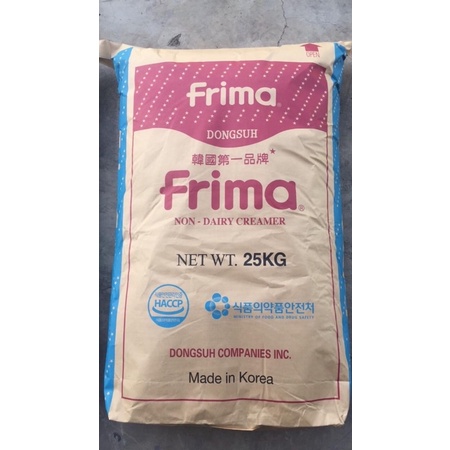 OPEN
Frima
DONGSUH
韓國第一品牌★
Frima®
NON - DAIRY CREAMER
NET WT. 25KG
HACCP
식품의약품안전처
MINISTRY OF FOOD AND DRUG SAFETY
DONGSUH COMPANIES INC.
Made in Korea